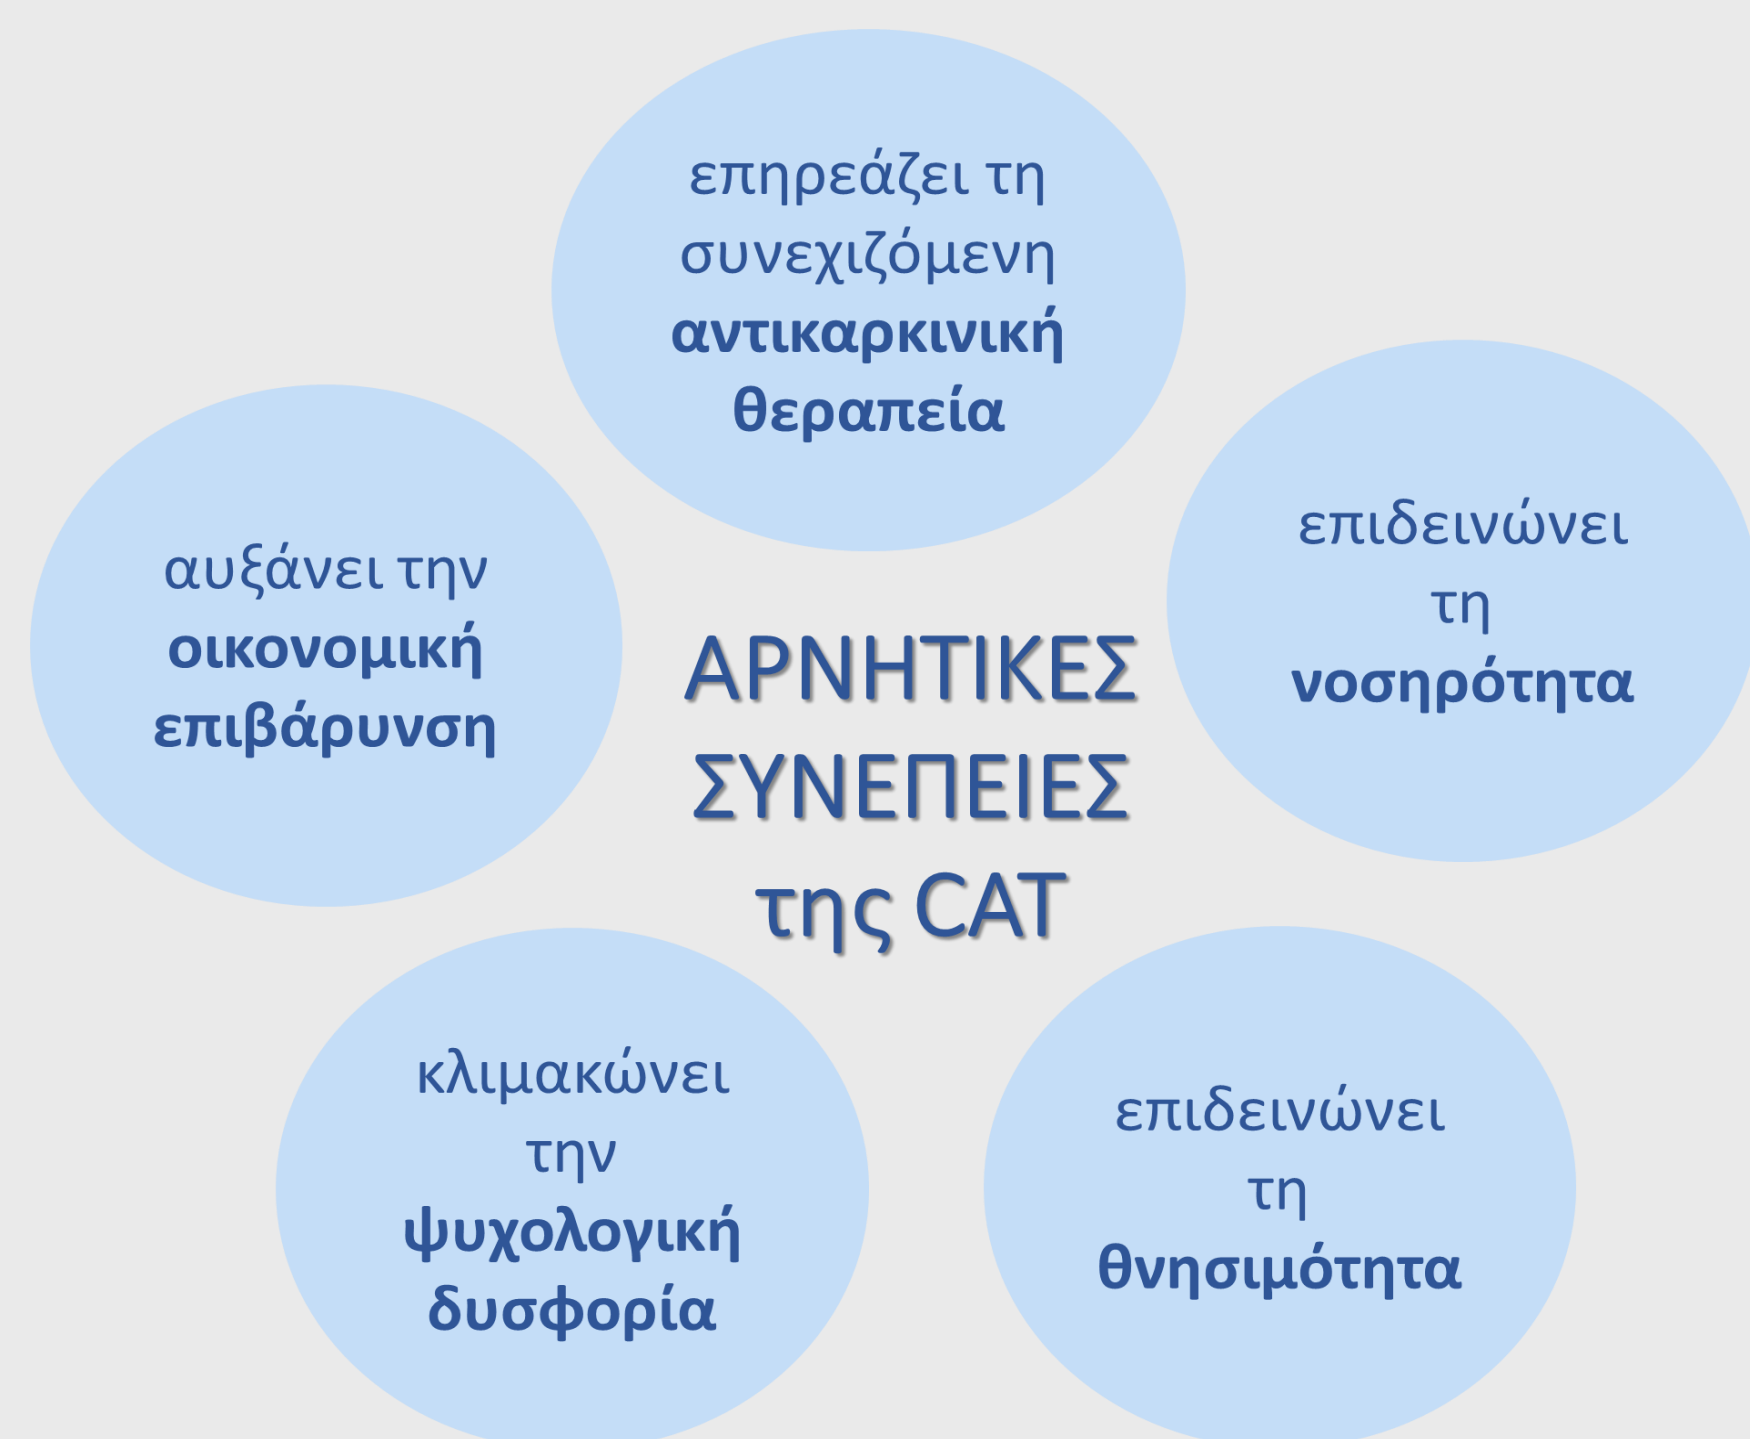 επηρεάζει τη
συνεχιζόμενη
αντικαρκινική
θεραπεία
επιδεινώνει
τη
νοσηρότητα
αυξάνει την
οικονομική
επιβάρυνση
ΑΡΝΗΤΙΚΕΣ
ΣΥΝΕΠΕΙΕΣ
της CAT
κλιμακώνει
την
ψυχολογική
δυσφορία
επιδεινώνει
τη
θνησιμότητα